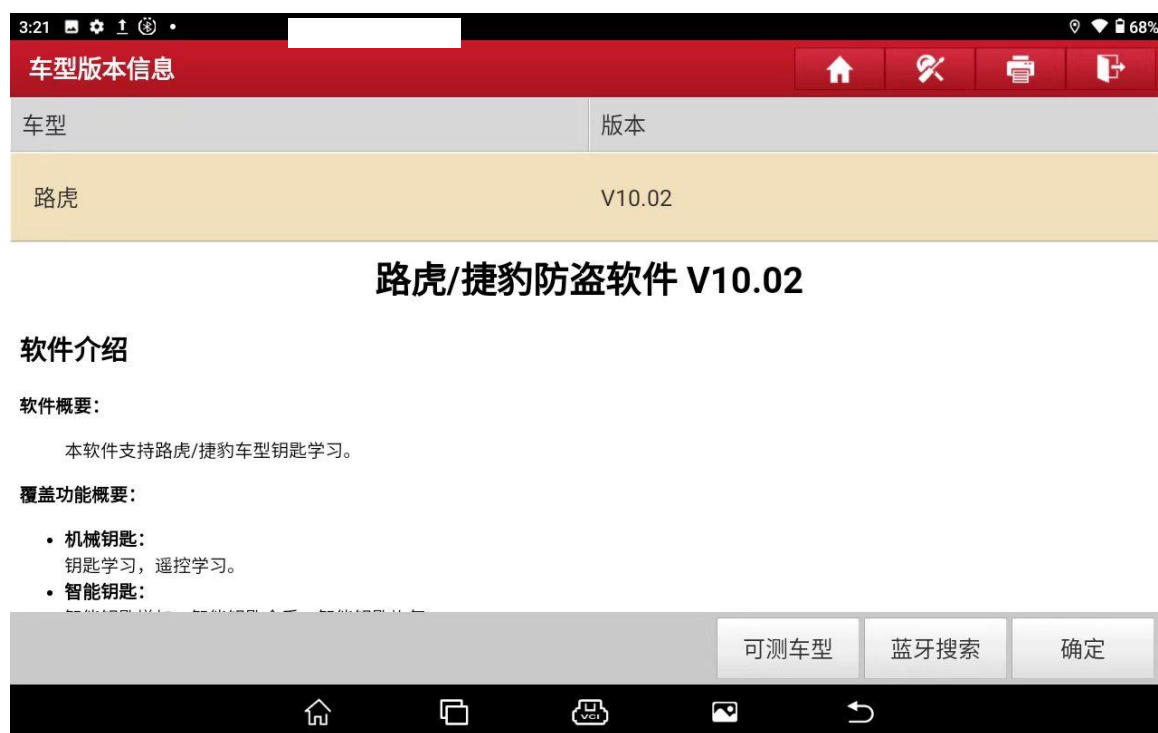 3:21
68%
车型版本信息
车型 版本
路虎 V10.02
路虎/捷豹防盗软件 V10.02
软件介绍
软件概要：
本软件支持路虎/捷豹车型钥匙学习。
覆盖功能概要：
• 机械钥匙：
钥匙学习，遥控学习。
• 智能钥匙：
可测车型 蓝牙搜索 确定
VCI